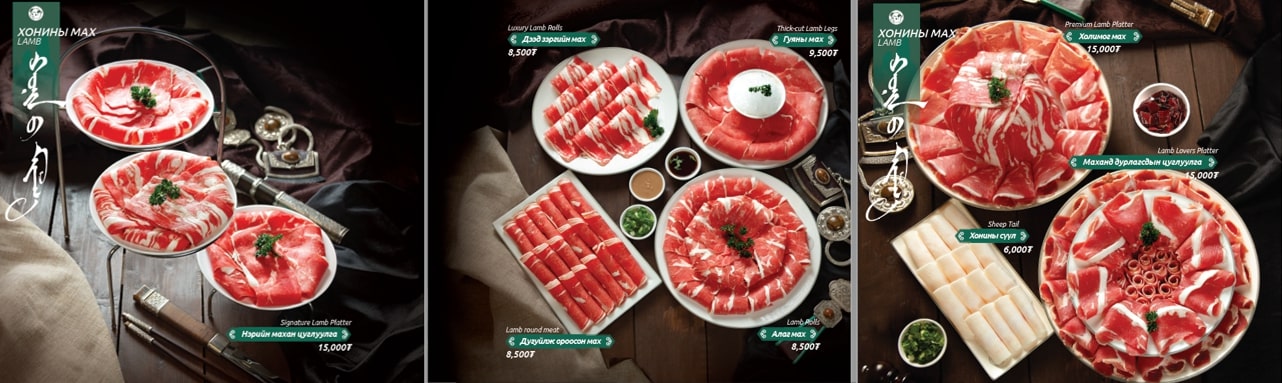 ХОНИНЫ МАХ
LAMB
Signature Lamb Platter
Нэрийн махан цуглуулга
15,000₮
Luxury Lamb Rolls
Дээд зэргийн мах
8,500₮
Thick-cut Lamb Legs
Гуяны мах
9,500₮
Lamb round meat
Дугуйлж ороосон мах
8,500₮
Lamb Rolls
Алаг мах
8,500₮
ХОНИНЫ МАХ
LAMB
Premium Lamb Platter
Холимог мах
15,000₮
Lamb Lovers Platter
Маханд дурлагсдын цуглуулга
15,000₮
Sheep Tail
Хонины сүүл
6,000₮